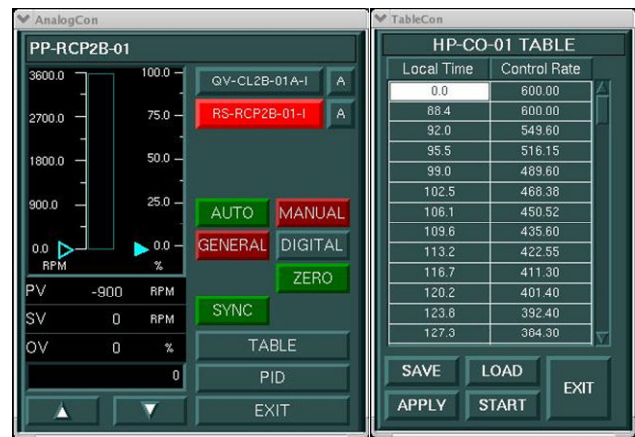 AnalogCon
PP-RCP2B-01
3600.0
100.0
2700.0
75.0
1800.0
50.0
900.0
25.0
0.0
0.0
RPM
%
PV -900 RPM
SV 0 RPM
OV 0 %
0
QV-CL2B-01A-I A
RS-RCP2B-01-I A
AUTO MANUAL
GENERAL DIGITAL
ZERO
SYNC
TABLE
PID
EXIT
TableCon
HP-CO-01 TABLE
Local Time Control Rate
0.0 600.00
88.4 600.00
92.0 549.60
95.5 516.15
99.0 489.60
102.5 468.38
106.1 450.52
109.6 435.60
113.2 422.55
116.7 411.30
120.2 401.40
123.8 392.40
127.3 384.30
SAVE LOAD
EXIT
APPLY START